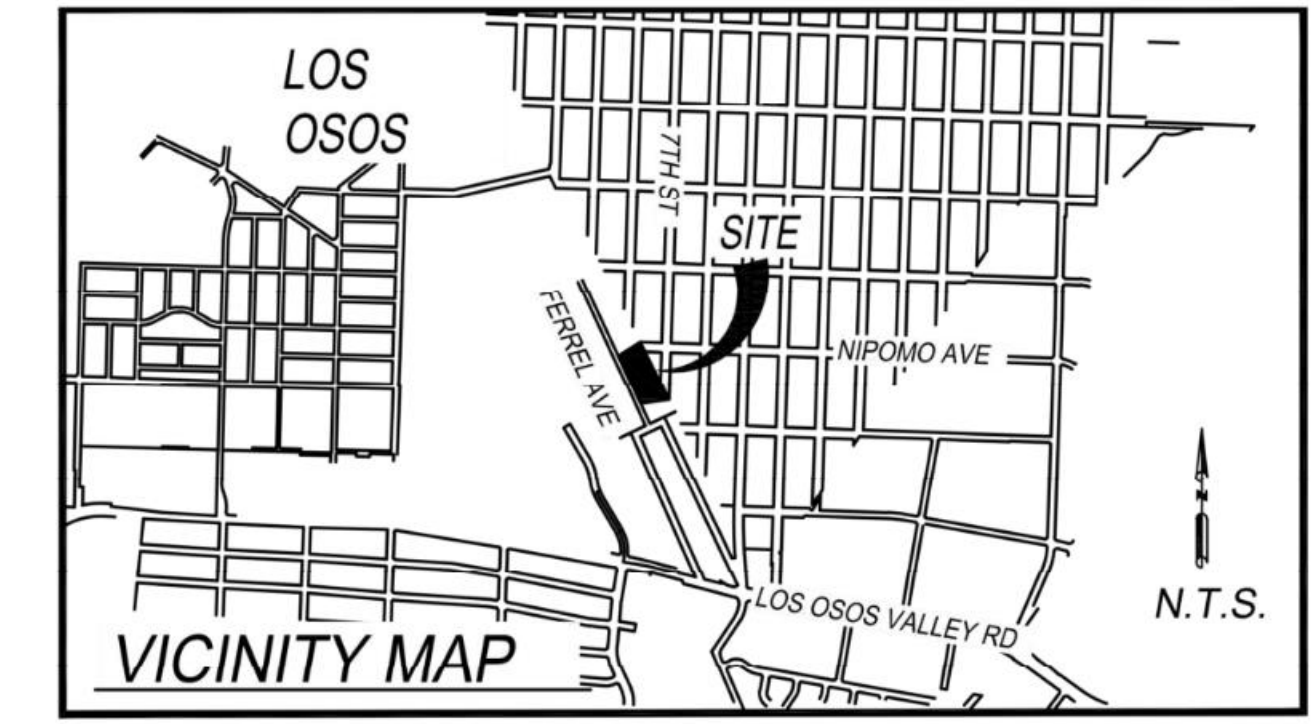 LOS
OSOS
7TH ST
SITE
FERREL AVE
NIPOMO AVE
N
N.T.S.
LOS OSOS VALLEY RD
VICINITY MAP